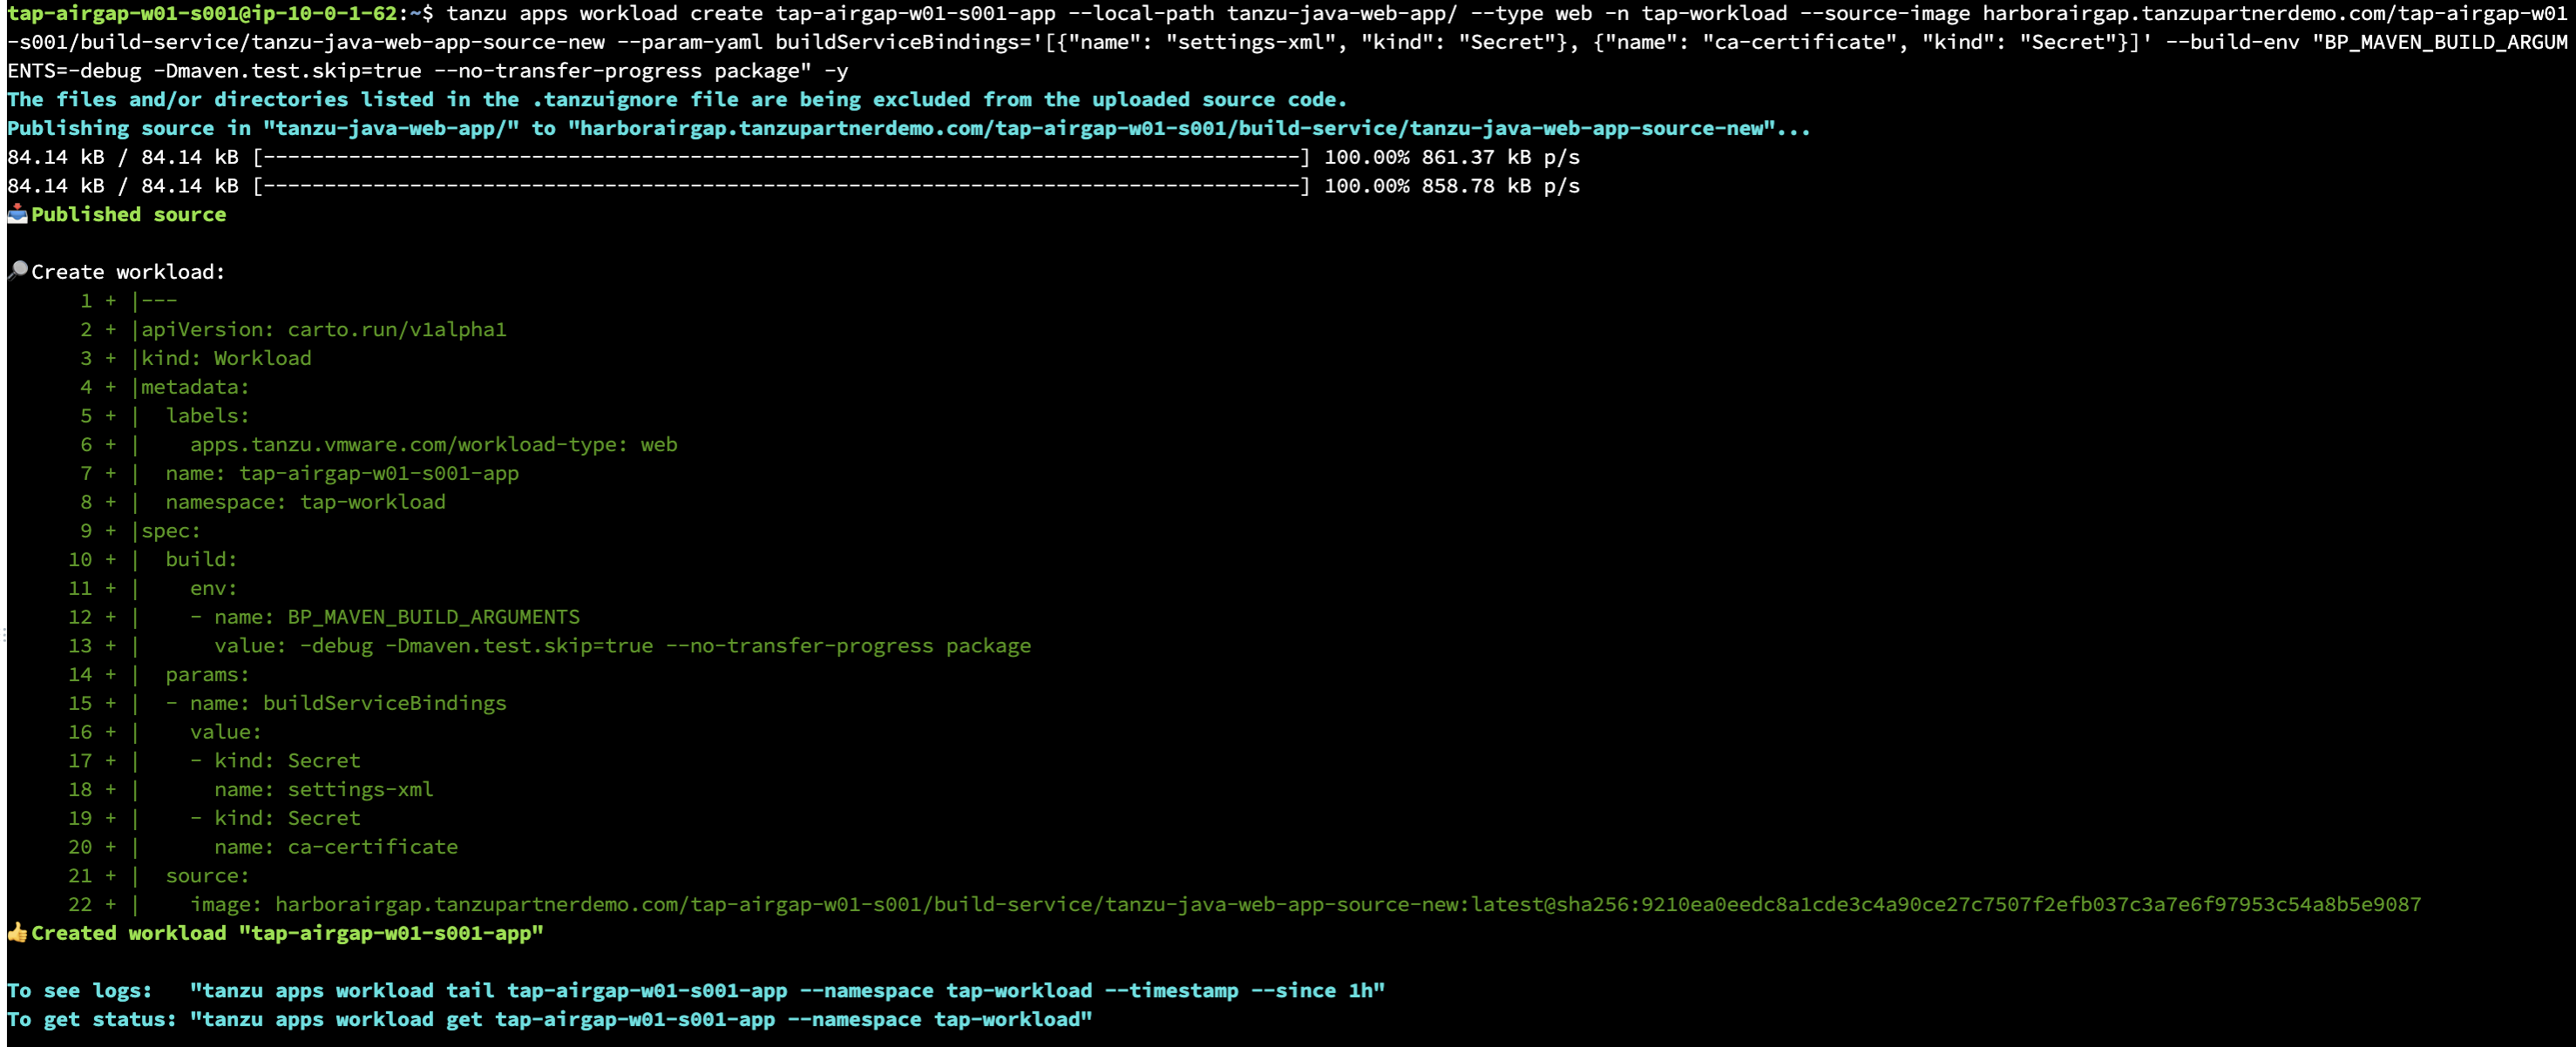 tap-airgap-w01-s001@ip-10-0-1-62:~$ tanzu apps workload create tap-airgap-w01-s001-app --local-path tanzu-java-web-app/ --type web -n tap-workload --source-image harborairgap.tanzupartnerdemo.com/tap-airgap-w01
-s001/build-service/tanzu-java-web-app-source-new --param-yaml buildServiceBindings='[{"name": "settings-xml", "kind": "Secret"}, {"name": "ca-certificate", "kind": "Secret"}]' --build-env "BP_MAVEN_BUILD_ARGUM
ENTS=-debug -Dmaven.test.skip=true --no-transfer-progress package" -y
The files and/or directories listed in the .tanzuignore file are being excluded from the uploaded source code.
Publishing source in "tanzu-java-web-app/" to "harborairgap.tanzupartnerdemo.com/tap-airgap-w01-s001/build-service/tanzu-java-web-app-source-new"...
84.14 kB / 84.14 kB [-------------------------------------------------------------------------------------] 100.00% 861.37 kB p/s
84.14 kB / 84.14 kB [-------------------------------------------------------------------------------------] 100.00% 858.78 kB p/s
📥Published source
🔎Create workload:
      1 + |---
      2 + |apiVersion: carto.run/v1alpha1
      3 + |kind: Workload
      4 + |metadata:
      5 + |  labels:
      6 + |    apps.tanzu.vmware.com/workload-type: web
      7 + |  name: tap-airgap-w01-s001-app
      8 + |  namespace: tap-workload
      9 + |spec:
     10 + |  build:
     11 + |    env:
     12 + |    - name: BP_MAVEN_BUILD_ARGUMENTS
     13 + |      value: -debug -Dmaven.test.skip=true --no-transfer-progress package
     14 + |  params:
     15 + |  - name: buildServiceBindings
     16 + |    value:
     17 + |    - kind: Secret
     18 + |      name: settings-xml
     19 + |    - kind: Secret
     20 + |      name: ca-certificate
     21 + |  source:
     22 + |    image: harborairgap.tanzupartnerdemo.com/tap-airgap-w01-s001/build-service/tanzu-java-web-app-source-new:latest@sha256:9210ea0eedc8a1cde3c4a90ce27c7507f2efb037c3a7e6f97953c54a8b5e9087
👍Created workload "tap-airgap-w01-s001-app"
To see logs:   "tanzu apps workload tail tap-airgap-w01-s001-app --namespace tap-workload --timestamp --since 1h"
To get status: "tanzu apps workload get tap-airgap-w01-s001-app --namespace tap-workload"